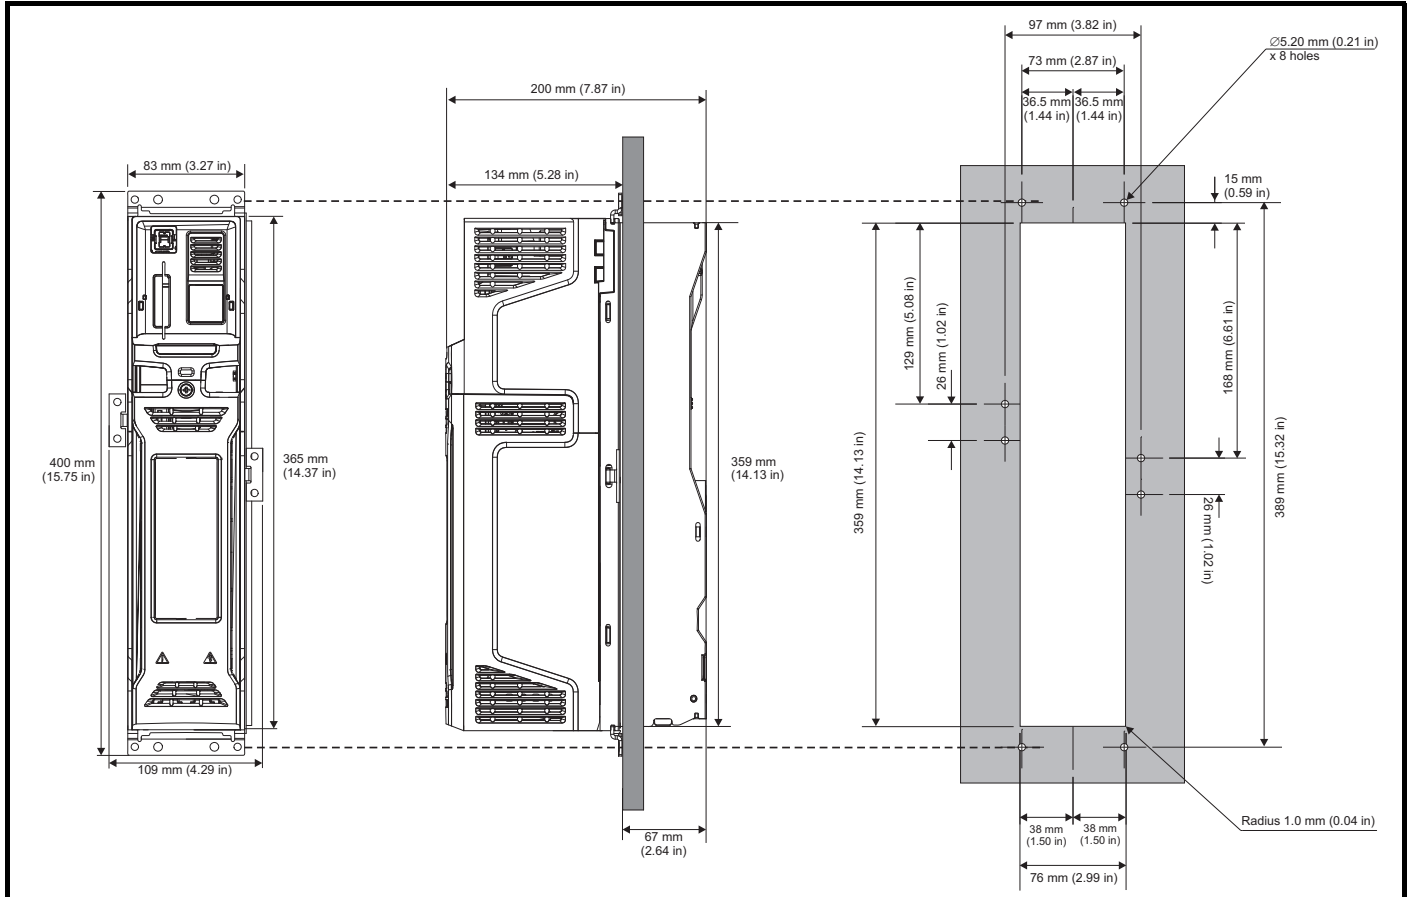 97 mm (3.82 in)
∅5.20 mm (0.21 in)
x 8 holes
73 mm (2.87 in)
200 mm (7.87 in)
36.5 mm
(1.44 in)
36.5 mm
(1.44 in)
83 mm (3.27 in)
134 mm (5.28 in)
15 mm
(0.59 in)
129 mm (5.08 in)
26 mm (1.02 in)
168 mm (6.61 in)
400 mm
(15.75 in)
365 mm
(14.37 in)
359 mm
(14.13 in)
359 mm (14.13 in)
389 mm (15.32 in)
26 mm (1.02 in)
109 mm (4.29 in)
67 mm
(2.64 in)
38 mm
(1.50 in)
38 mm
(1.50 in)
Radius 1.0 mm (0.04 in)
76 mm (2.99 in)